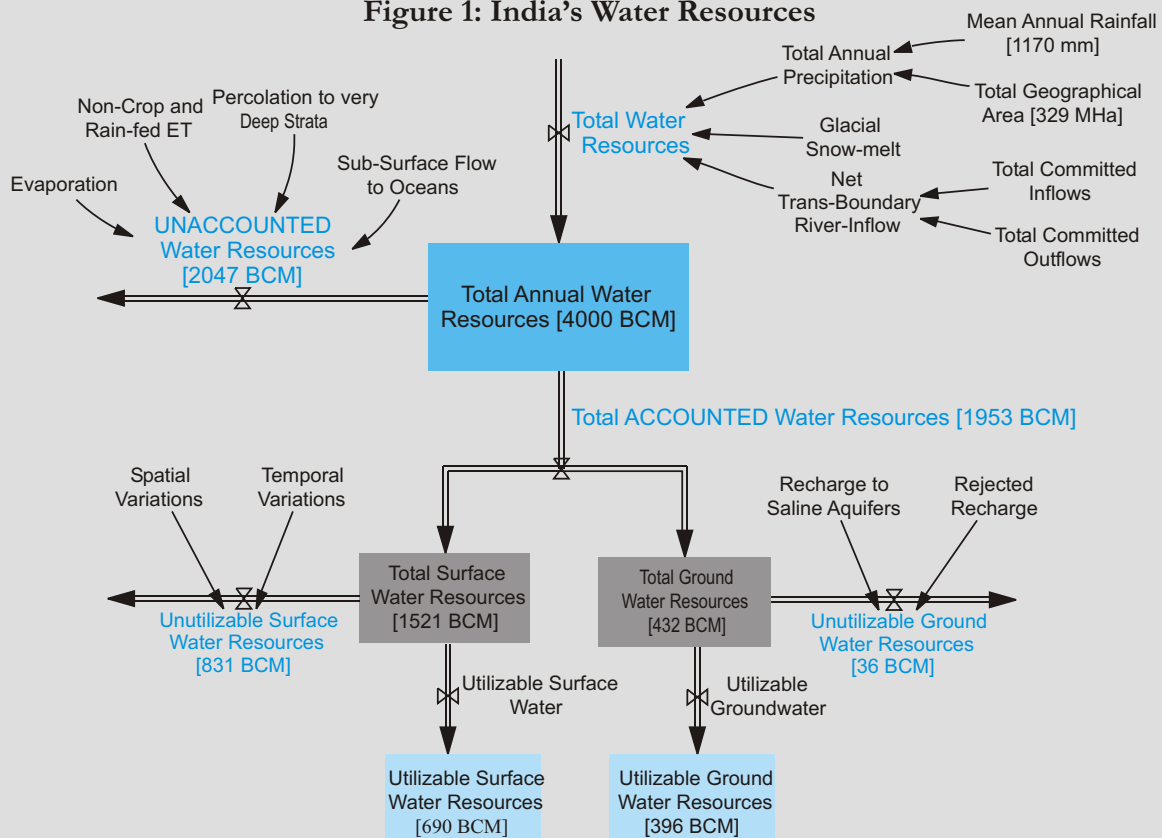 Figure 1: India's Water Resources
Mean Annual Rainfall
[1170 mm]
Total Annual
Precipitation
Total Geographical
Area [329 MHa]
Total Water
Resources
Glacial
Snow-melt
Net
Trans-Boundary
River-Inflow
Total Committed
Inflows
Total Committed
Outflows
Non-Crop and
Rain-fed ET
Percolation to very
Deep Strata
Evaporation
Sub-Surface Flow
to Oceans
UNACCOUNTED
Water Resources
[2047 BCM]
Total Annual Water
Resources [4000 BCM]
Total ACCOUNTED Water Resources [1953 BCM]
Spatial
Variations
Temporal
Variations
Recharge to
Saline Aquifers
Rejected
Recharge
Total Surface
Water Resources
[1521 BCM]
Total Ground
Water Resources
[432 BCM]
Unutilizable Surface
Water Resources
[831 BCM]
Unutilizable Ground
Water Resources
[36 BCM]
Utilizable Surface
Water
Utilizable
Groundwater
Utilizable Surface
Water Resources
[690 BCM]
Utilizable Ground
Water Resources
[396 BCM]